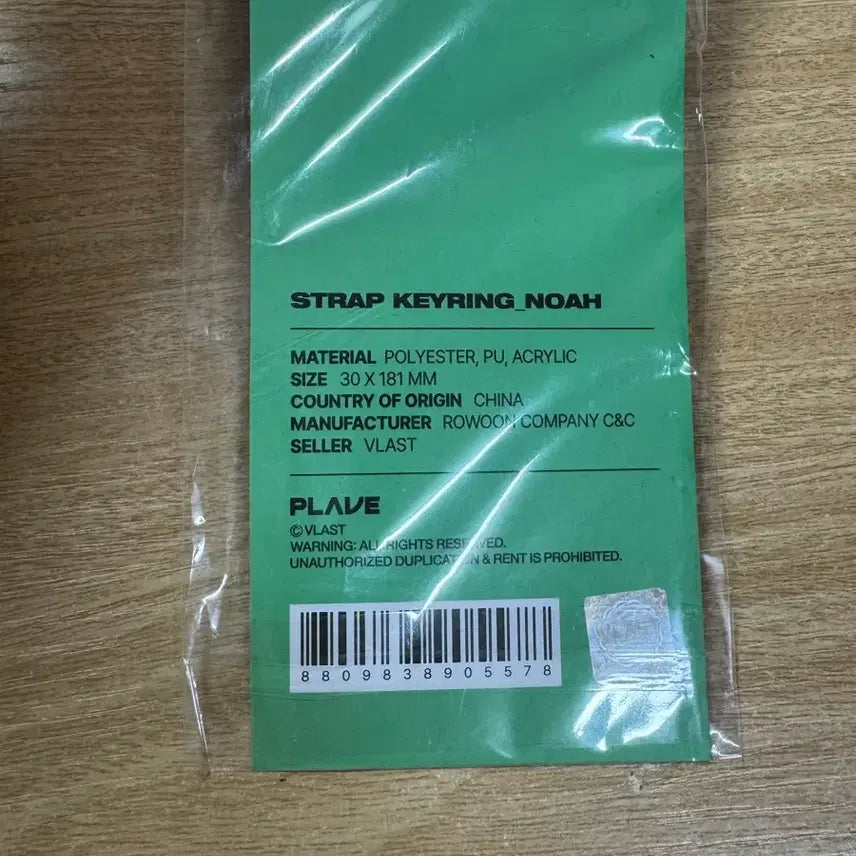 STRAP KEYRING_NOAH
MATERIAL POLYESTER, PU, ACRYLIC
SIZE 30 X 181 MM
COUNTRY OF ORIGIN CHINA
MANUFACTURER ROWOON COMPANY C&C
SELLER VLAST
PLAVE
©VLAST
WARNING: ALL RIGHTS RESERVED.
UNAUTHORIZED DUPLICATION & RENT IS PROHIBITED.
8809838905578